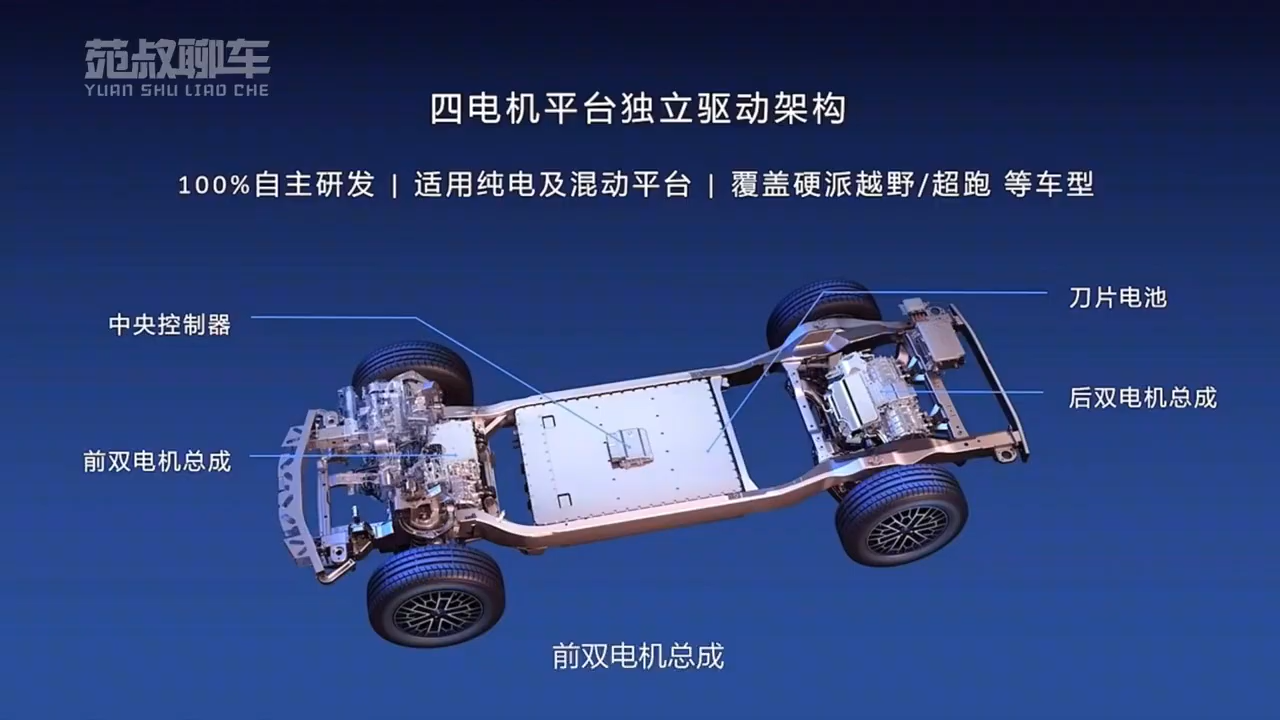 苑叔聊车
YUAN SHU LIAO CHE
四电机平台独立驱动架构
100%自主研发 | 适用纯电及混动平台 | 覆盖硬派越野/超跑 等车型
中央控制器
刀片电池
后双电机总成
前双电机总成
前双电机总成